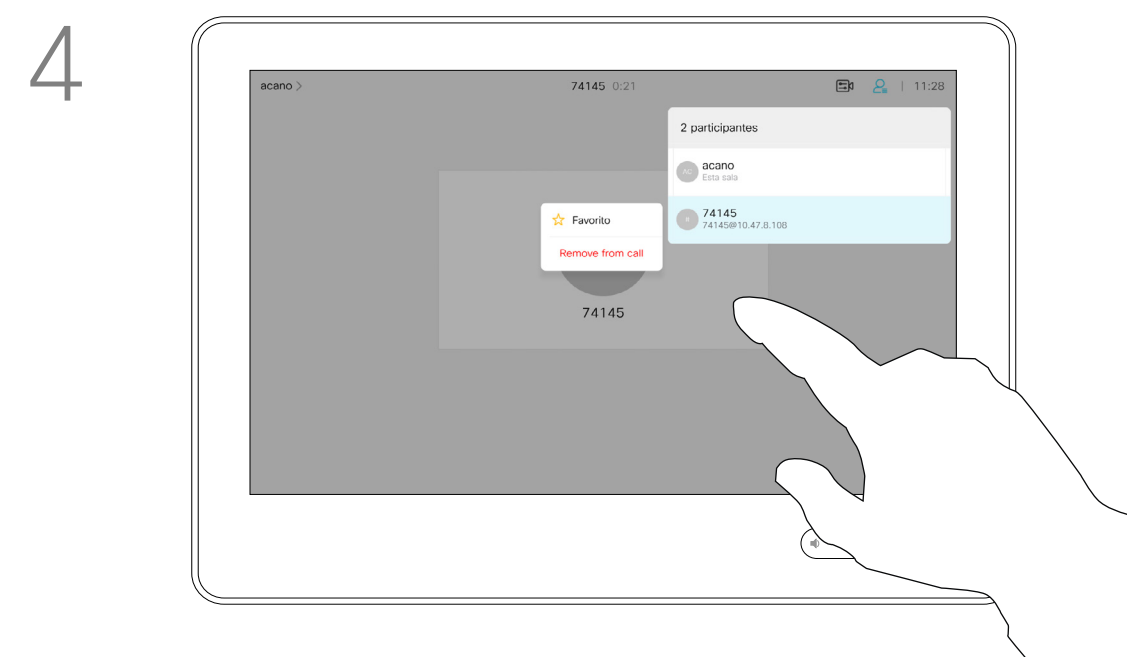 4
acano >
74145 0:21
11:28
2 participantes
AC
acano
Esta sala
74145
74145@10.47.8.108
Favorito
Remove from call
74145